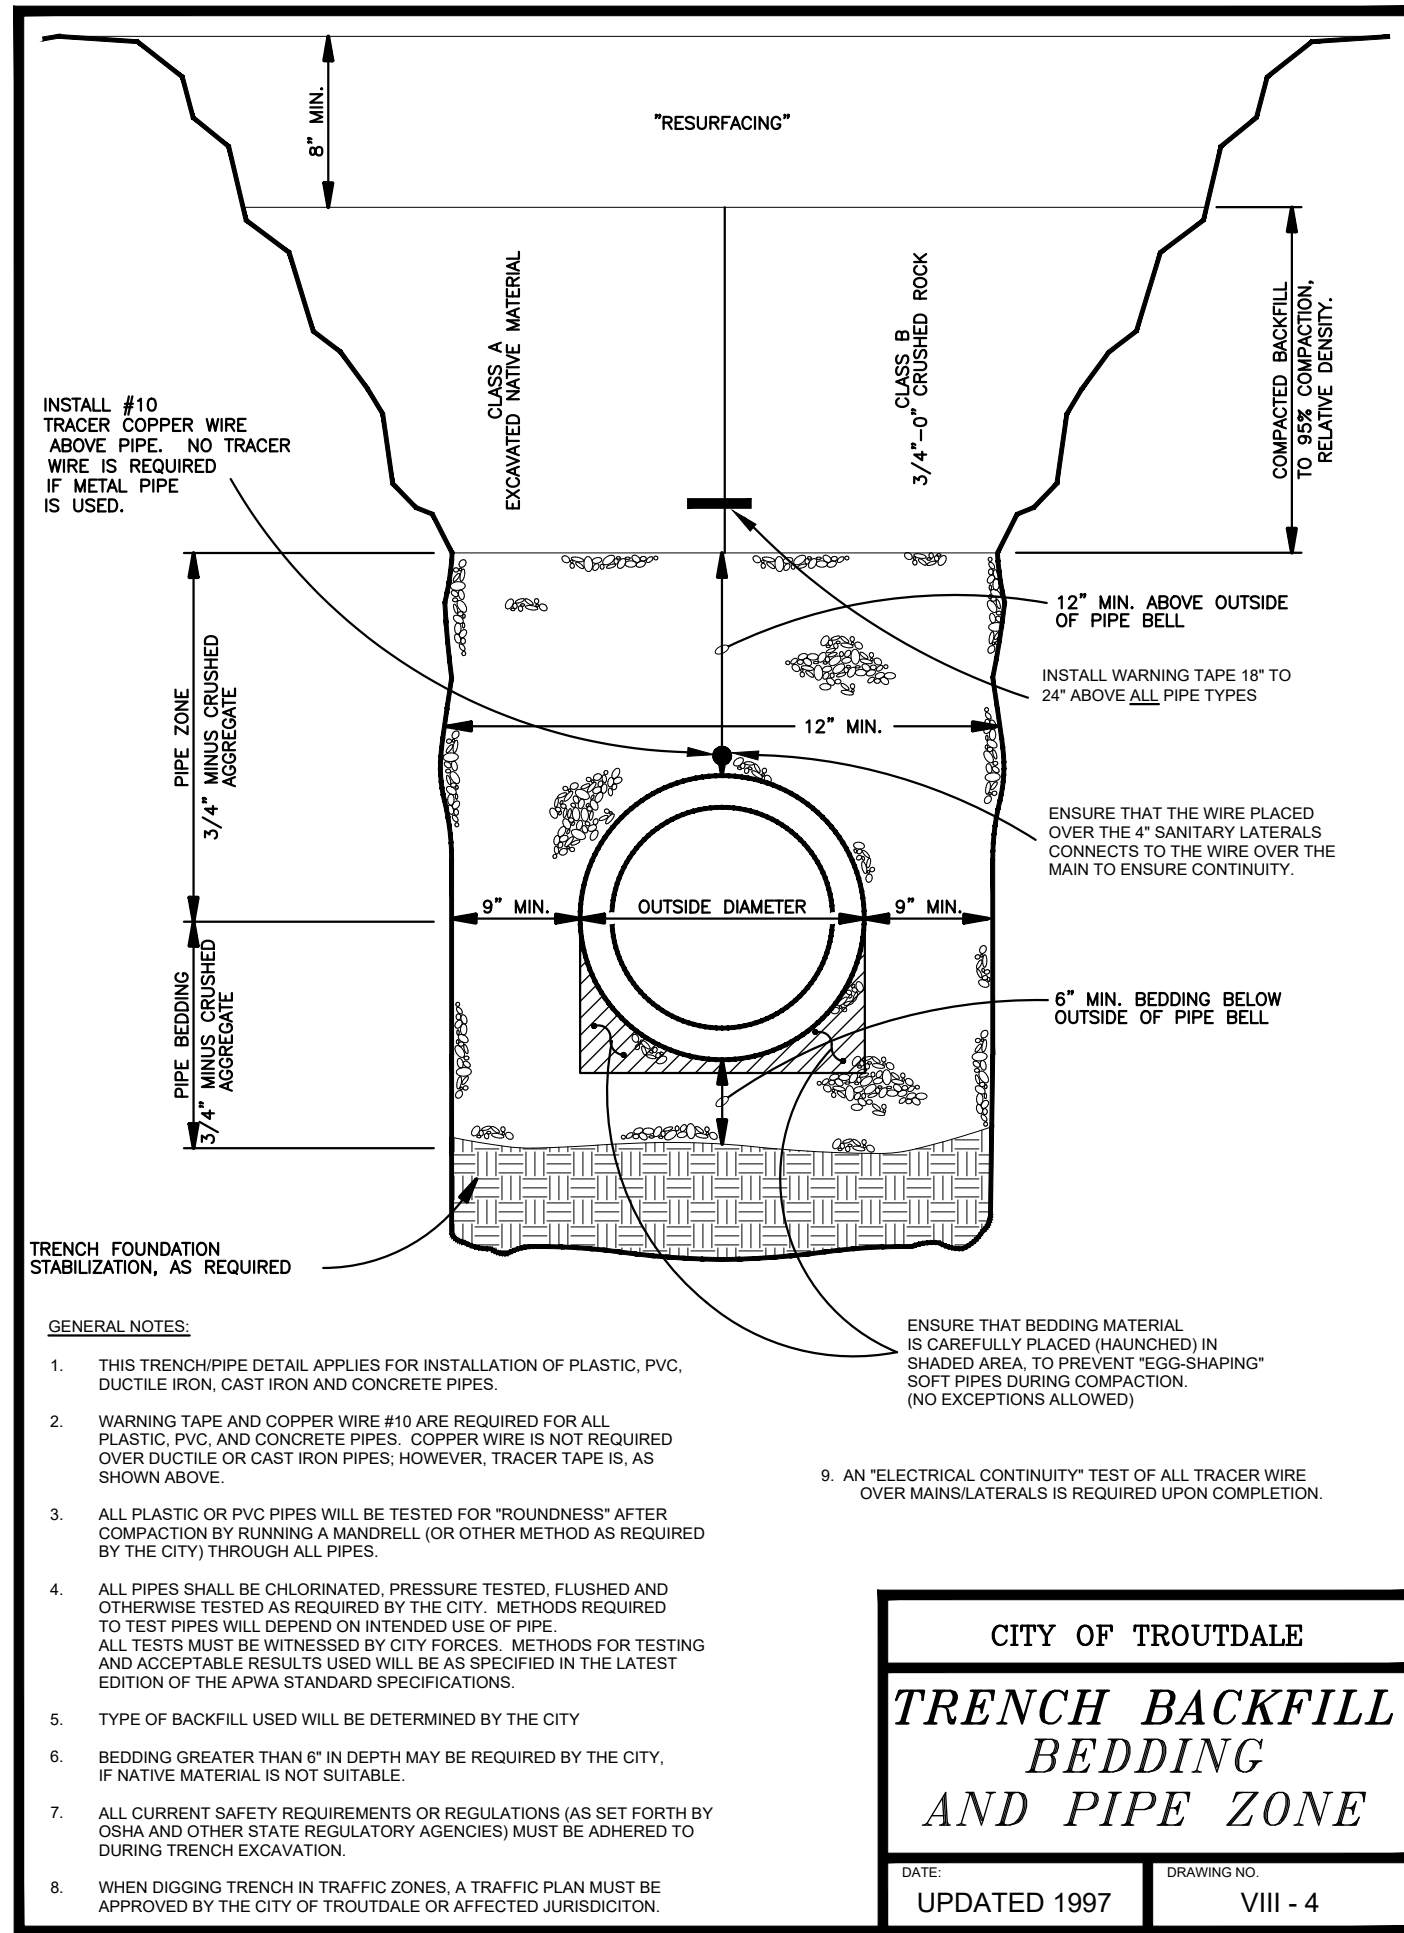 8" MIN.
"RESURFACING"
CLASS A
EXCAVATED NATIVE MATERIAL
CLASS B
3/4"-0" CRUSHED ROCK
COMPACTED BACKFILL
TO 95% COMPACTION,
RELATIVE DENSITY.
INSTALL #10
TRACER COPPER WIRE
ABOVE PIPE. NO TRACER
WIRE IS REQUIRED
IF METAL PIPE
IS USED.
PIPE ZONE
3/4" MINUS CRUSHED
AGGREGATE
12" MIN. ABOVE OUTSIDE
OF PIPE BELL
INSTALL WARNING TAPE 18" TO
24" ABOVE ALL PIPE TYPES
12" MIN.
ENSURE THAT THE WIRE PLACED
OVER THE 4" SANITARY LATERALS
CONNECTS TO THE WIRE OVER THE
MAIN TO ENSURE CONTINUITY.
9" MIN.
OUTSIDE DIAMETER
9" MIN.
PIPE BEDDING
3/4" MINUS CRUSHED
AGGREGATE
6" MIN. BEDDING BELOW
OUTSIDE OF PIPE BELL
TRENCH FOUNDATION
STABILIZATION, AS REQUIRED
ENSURE THAT BEDDING MATERIAL
IS CAREFULLY PLACED (HAUNCHED) IN
SHADED AREA, TO PREVENT "EGG-SHAPING"
SOFT PIPES DURING COMPACTION.
(NO EXCEPTIONS ALLOWED)
GENERAL NOTES:
1. THIS TRENCH/PIPE DETAIL APPLIES FOR INSTALLATION OF PLASTIC, PVC,
DUCTILE IRON, CAST IRON AND CONCRETE PIPES.
2. WARNING TAPE AND COPPER WIRE #10 ARE REQUIRED FOR ALL
PLASTIC, PVC, AND CONCRETE PIPES. COPPER WIRE IS NOT REQUIRED
OVER DUCTILE OR CAST IRON PIPES; HOWEVER, TRACER TAPE IS, AS
SHOWN ABOVE.
3. ALL PLASTIC OR PVC PIPES WILL BE TESTED FOR "ROUNDNESS" AFTER
COMPACTION BY RUNNING A MANDRELL (OR OTHER METHOD AS REQUIRED
BY THE CITY) THROUGH ALL PIPES.
4. ALL PIPES SHALL BE CHLORINATED, PRESSURE TESTED, FLUSHED AND
OTHERWISE TESTED AS REQUIRED BY THE CITY. METHODS REQUIRED
TO TEST PIPES WILL DEPEND ON INTENDED USE OF PIPE.
ALL TESTS MUST BE WITNESSED BY CITY FORCES. METHODS FOR TESTING
AND ACCEPTABLE RESULTS USED WILL BE AS SPECIFIED IN THE LATEST
EDITION OF THE APWA STANDARD SPECIFICATIONS.
5. TYPE OF BACKFILL USED WILL BE DETERMINED BY THE CITY
6. BEDDING GREATER THAN 6" IN DEPTH MAY BE REQUIRED BY THE CITY,
IF NATIVE MATERIAL IS NOT SUITABLE.
7. ALL CURRENT SAFETY REQUIREMENTS OR REGULATIONS (AS SET FORTH BY
OSHA AND OTHER STATE REGULATORY AGENCIES) MUST BE ADHERED TO
DURING TRENCH EXCAVATION.
8. WHEN DIGGING TRENCH IN TRAFFIC ZONES, A TRAFFIC PLAN MUST BE
APPROVED BY THE CITY OF TROUTDALE OR AFFECTED JURISDICITON.
9. AN "ELECTRICAL CONTINUITY" TEST OF ALL TRACER WIRE
OVER MAINS/LATERALS IS REQUIRED UPON COMPLETION.
CITY OF TROUTDALE
TRENCH BACKFILL
BEDDING
AND PIPE ZONE
DATE:
UPDATED 1997
DRAWING NO.
VIII - 4